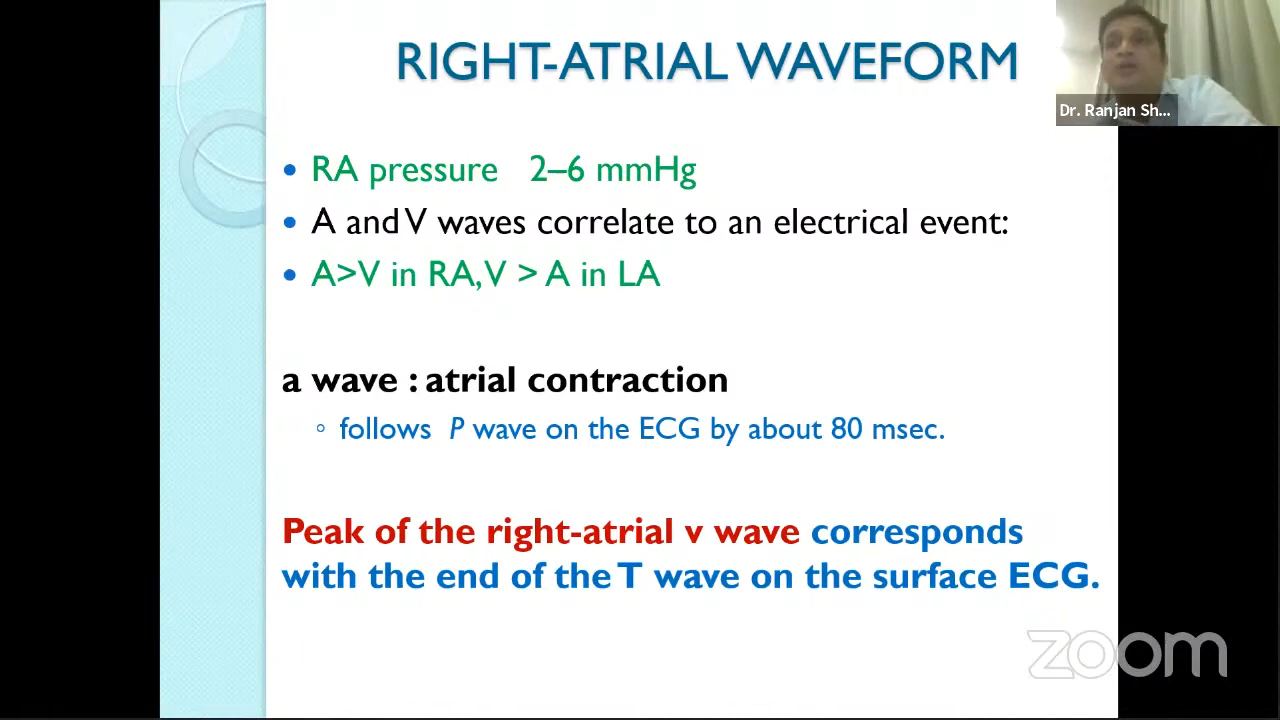 RIGHT-ATRIAL WAVEFORM
Dr. Ranjan Sh...
• RA pressure 2–6 mmHg
• A and V waves correlate to an electrical event:
• A>V in RA, V > A in LA
a wave : atrial contraction
◦ follows P wave on the ECG by about 80 msec.
Peak of the right-atrial v wave corresponds
with the end of the T wave on the surface ECG.
zoom